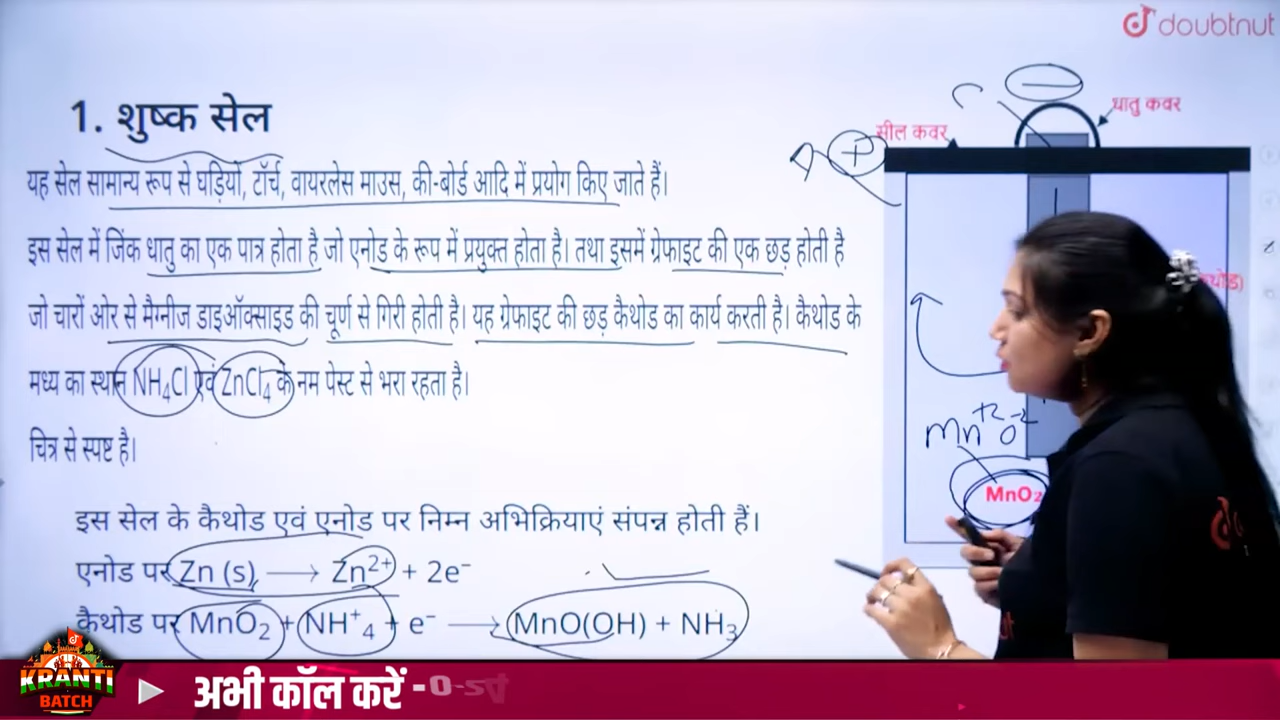 doubtnut
1. शुष्क सेल
यह सेल सामान्य रूप से घड़ियों, टॉर्च, वायरलेस माउस, की-बोर्ड आदि में प्रयोग किए जाते हैं।
इस सेल में जिंक धातु का एक पात्र होता है जो एनोड के रूप में प्रयुक्त होता है। तथा इसमें ग्रेफाइट की एक छड़ होती है
जो चारों ओर से मैग्नीज डाइऑक्साइड की चूर्ण से गिरी होती है। यह ग्रेफाइट की छड़ कैथोड का कार्य करती है। कैथोड के
मध्य का स्थान NH₄Cl एवं ZnCl₄ के नम पेस्ट से भरा रहता है।
चित्र से स्पष्ट है।
इस सेल के कैथोड एवं एनोड पर निम्न अभिक्रियाएं संपन्न होती हैं।
एनोड पर Zn (s) ⟶ Zn²⁺ + 2e⁻
कैथोड पर MnO₂ + NH⁺₄ + e⁻ ⟶ MnO(OH) + NH₃
धातु कवर
सील कवर
+
−
Mn⁺² O⁻²
MnO₂
KRANTI
BATCH
अभी कॉल करें -